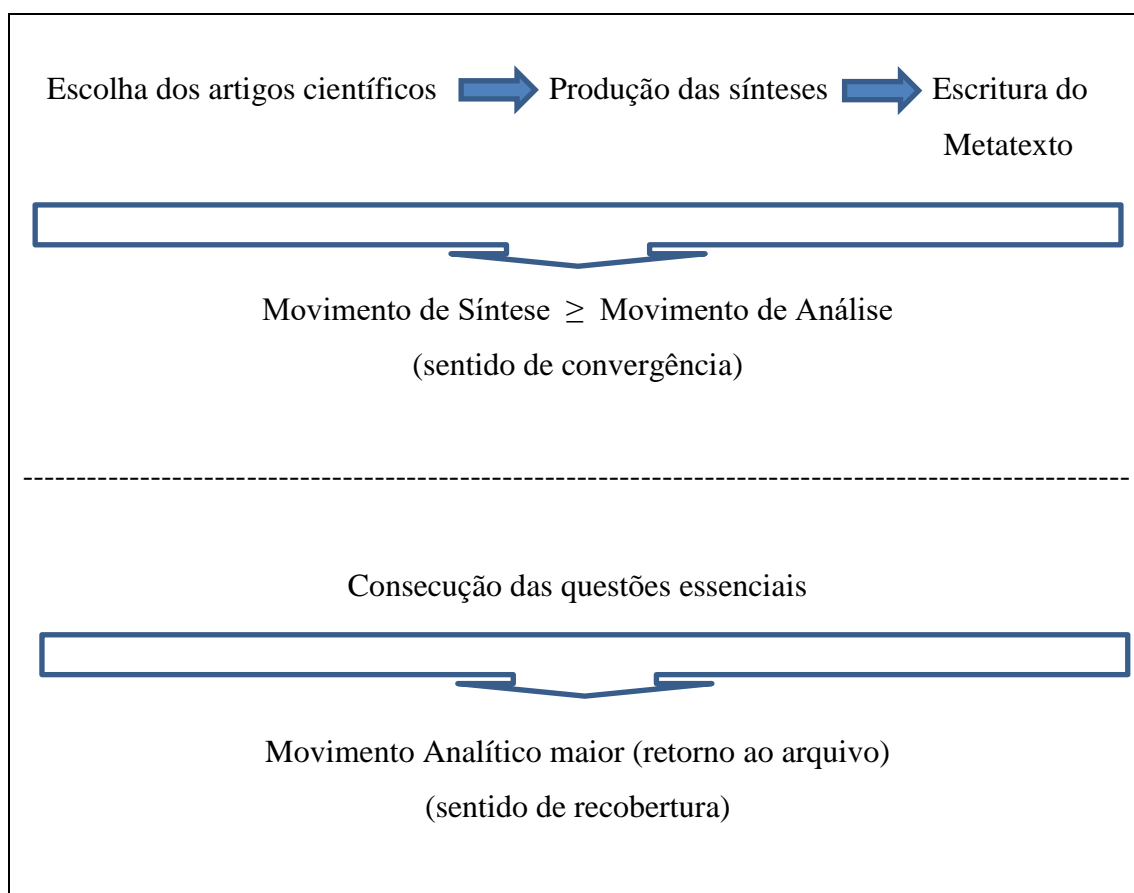 Escolha dos artigos científicos Produção das sínteses Escritura do
Metatexto
Movimento de Síntese ≥ Movimento de Análise
(sentido de convergência)
Consecução das questões essenciais
Movimento Analítico maior (retorno ao arquivo)
(sentido de recobertura)